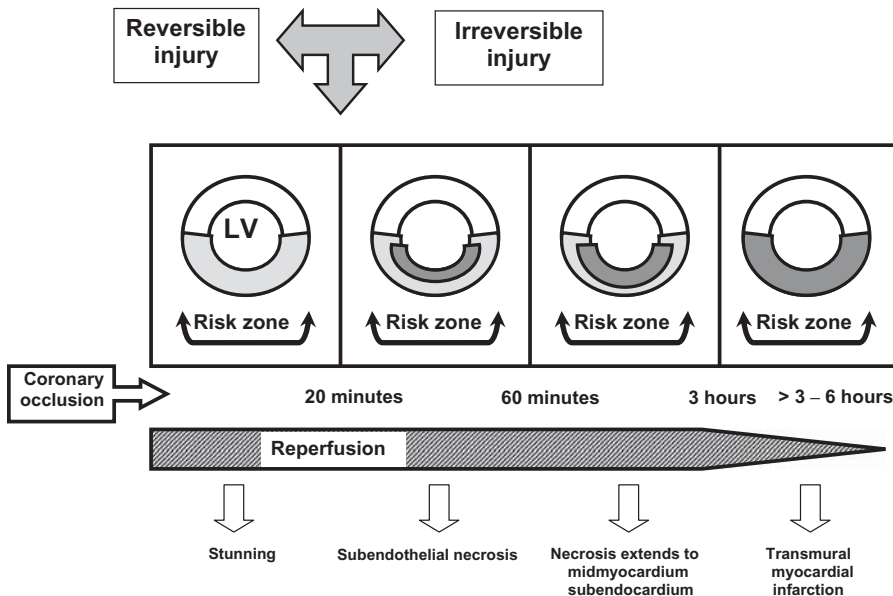 Reversible
injury
Irreversible
injury
LV
Risk zone
Risk zone
Risk zone
Risk zone
Coronary
occlusion
20 minutes
60 minutes
3 hours
> 3 – 6 hours
Reperfusion
Stunning
Subendothelial necrosis
Necrosis extends to
midmyocardium
subendocardium
Transmural
myocardial
infarction